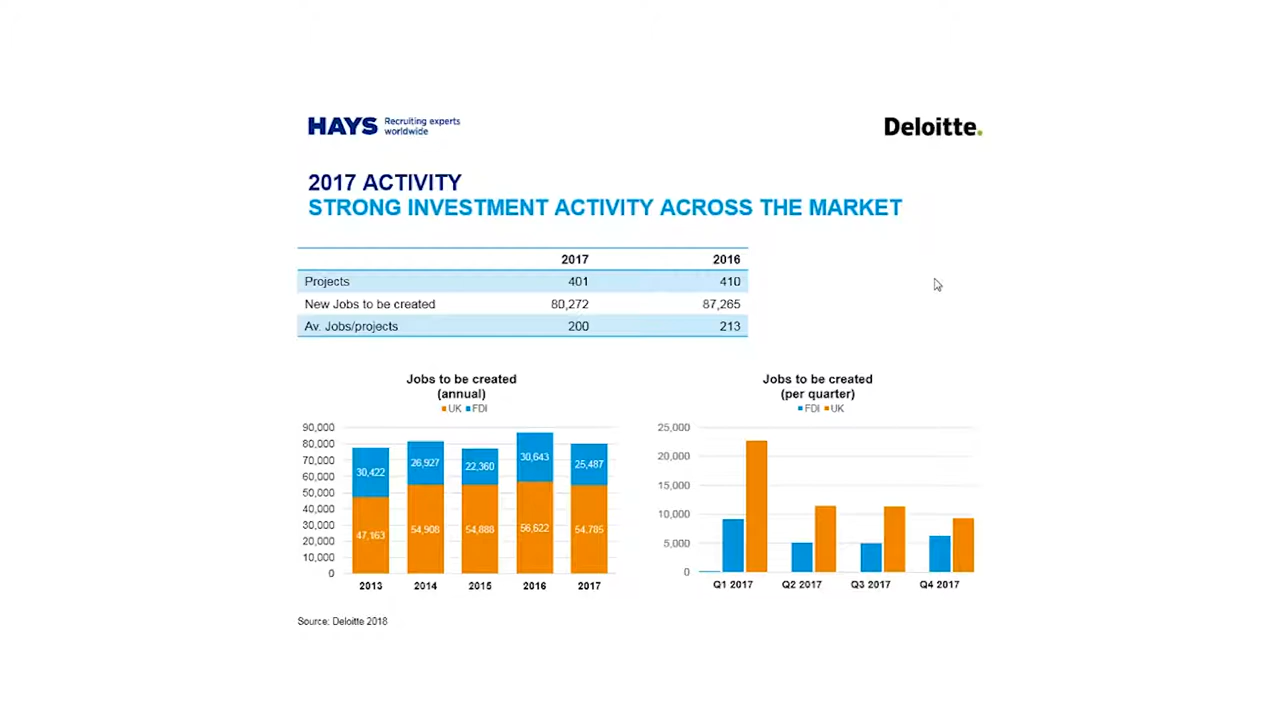 HAYS Recruiting experts
worldwide
Deloitte.
2017 ACTIVITY
STRONG INVESTMENT ACTIVITY ACROSS THE MARKET
2017 2016
Projects 401 410
New Jobs to be created 80,272 87,265
Av. Jobs/projects 200 213
Jobs to be created
(annual)
UK FDI
90,000
80,000
70,000
60,000
50,000
40,000
30,000
20,000
10,000
0
30,422 26,927 22,360 30,643 25,487
47,163 54,908 54,888 56,622 54,785
2013 2014 2015 2016 2017
Jobs to be created
(per quarter)
FDI UK
25,000
20,000
15,000
10,000
5,000
0
Q1 2017 Q2 2017 Q3 2017 Q4 2017
Source: Deloitte 2018